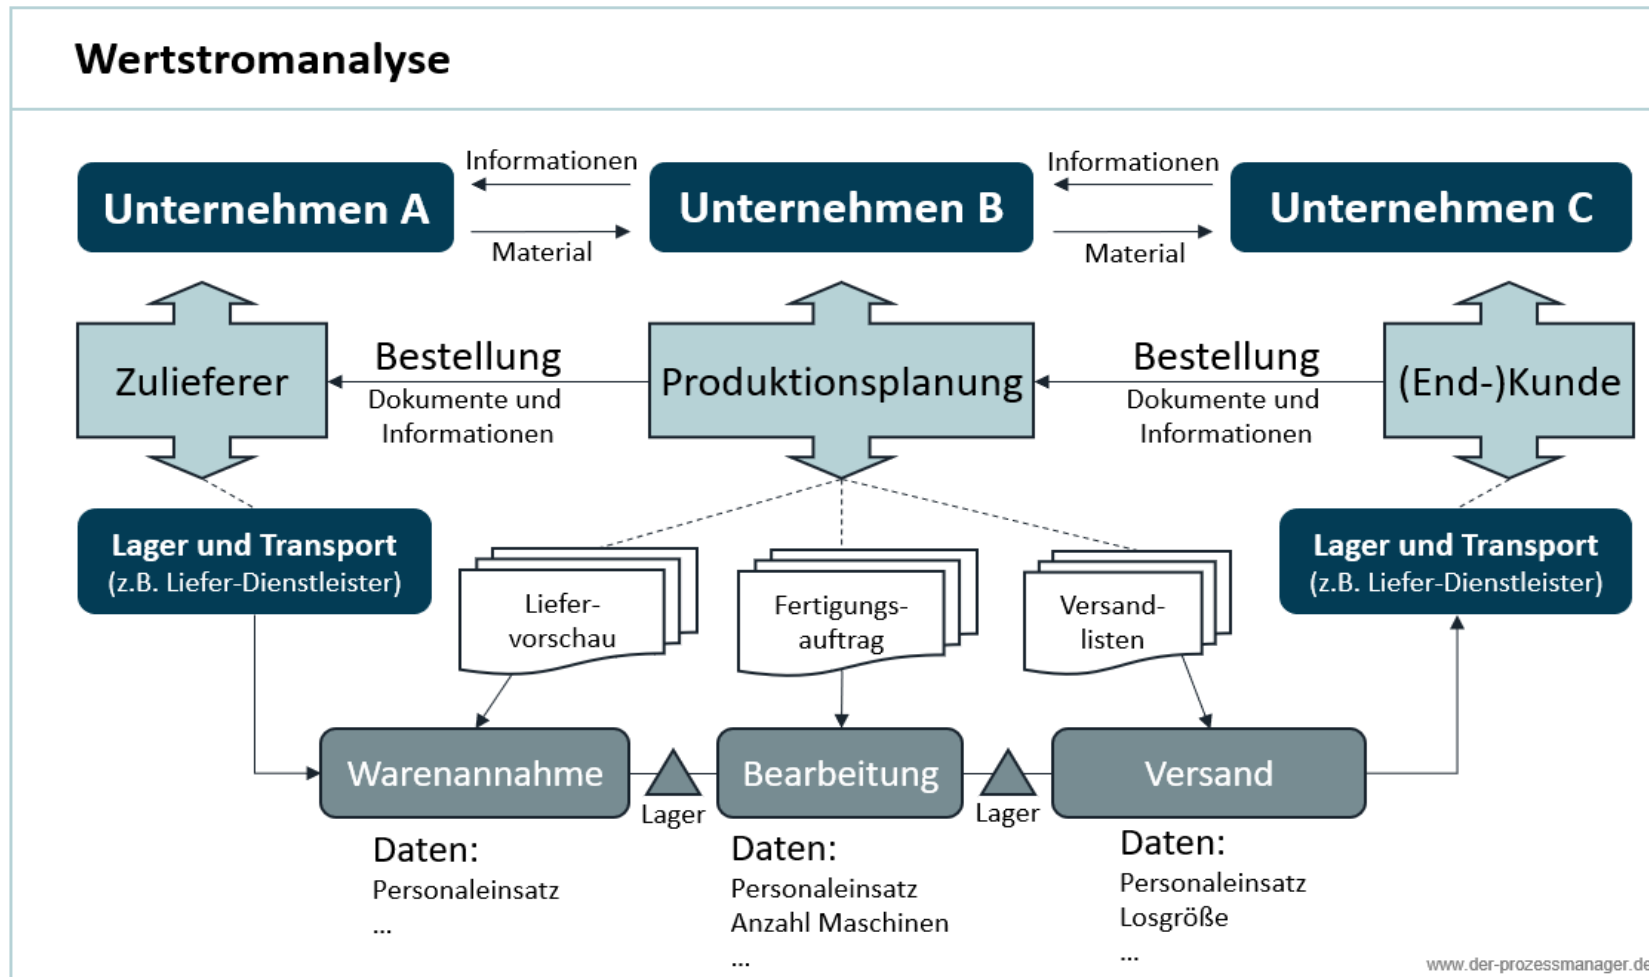 Wertstromanalyse
Informationen
Informationen
Unternehmen A
Unternehmen B
Unternehmen C
Material
Material
Zulieferer
Bestellung
Dokumente und
Informationen
Produktionsplanung
Bestellung
Dokumente und
Informationen
(End-)Kunde
Lager und Transport
(z.B. Liefer-Dienstleister)
Liefer-
vorschau
Fertigungs-
auftrag
Versand-
listen
Lager und Transport
(z.B. Liefer-Dienstleister)
Warenannahme
Lager
Bearbeitung
Lager
Versand
Daten:
Personaleinsatz
...
Daten:
Personaleinsatz
Anzahl Maschinen
...
Daten:
Personaleinsatz
Losgröße
...
www.der-prozessmanager.de